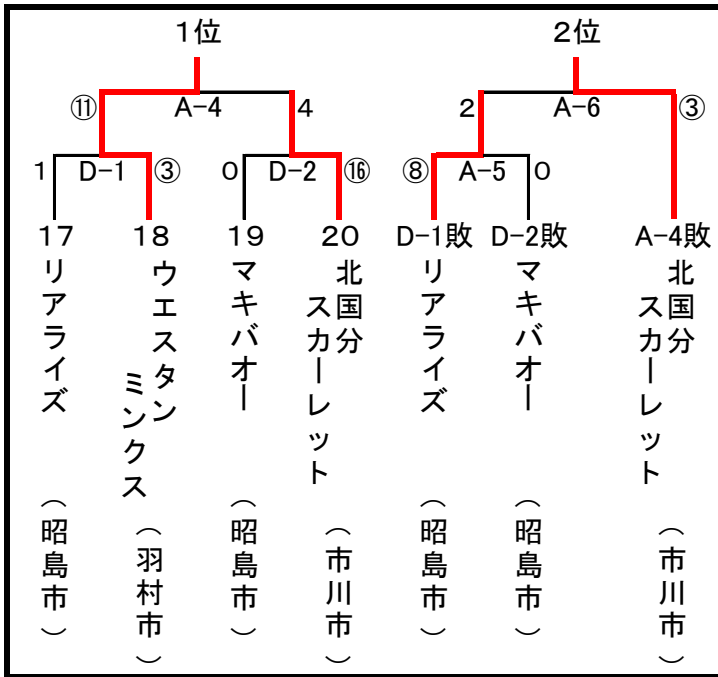 1位
2位
⑪
A-4
4
2
A-6
③
1
D-1
③
0
D-2
⑯
⑧
A-5
0
17
18
19
20
D-1敗
D-2敗
A-4敗
リアライズ
(昭島市)
ウエスタン
ミンクス
(羽村市)
マキバオー
(昭島市)
北国分
スカーレット
(市川市)
リアライズ
(昭島市)
マキバオー
(昭島市)
北国分
スカーレット
(市川市)